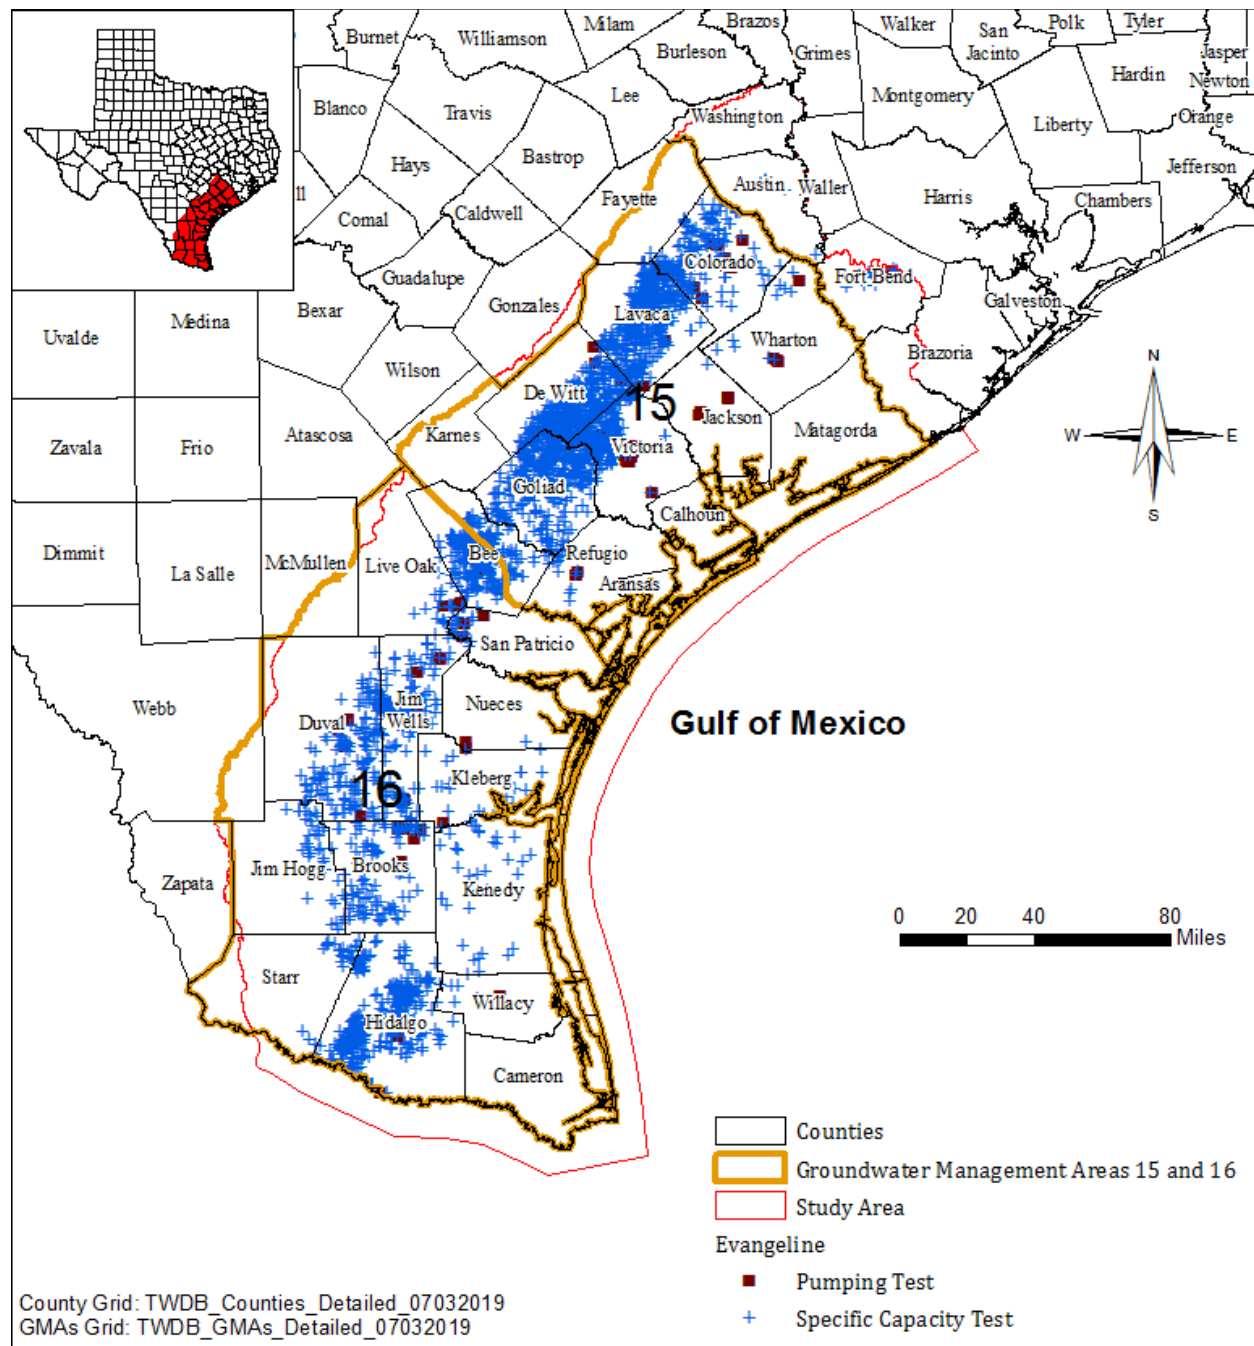 Milam
Brazos
Walker
Polk
Tyler
Burnet
Williamson
Burleson
Grimes
San
Jacinto
Jasper
Hardin
Newton
Blanco
Lee
Montgomery
Travis
Washington
Liberty
Orange
Bastrop
Hays
Jefferson
ll
Comal
Caldwell
Fayette
Austin
Waller
Harris
Chambers
Guadalupe
Colorado
Fort Bend
Medina
Bexar
Gonzales
Galveston
Uvalde
Lavaca
Wharton
Brazoria
Wilson
N
De Witt
15
Jackson
Zavala
Frio
Atascosa
Karnes
Victoria
Matagorda
W
E
Goliad
Calhoun
S
Dimmit
La Salle
McMullen
Live Oak
Bee
Refugio
Aransas
San Patricio
Webb
Duval
Jim
Wells
Nueces
Gulf of Mexico
16
Kleberg
Zapata
Jim Hogg
Brooks
Kenedy
0 20 40 80
Miles
Starr
Willacy
Hidalgo
Cameron
Counties
Groundwater Management Areas 15 and 16
Study Area
Evangeline
Pumping Test
Specific Capacity Test
County Grid: TWDB_Counties_Detailed_07032019
GMAs Grid: TWDB_GMAs_Detailed_07032019